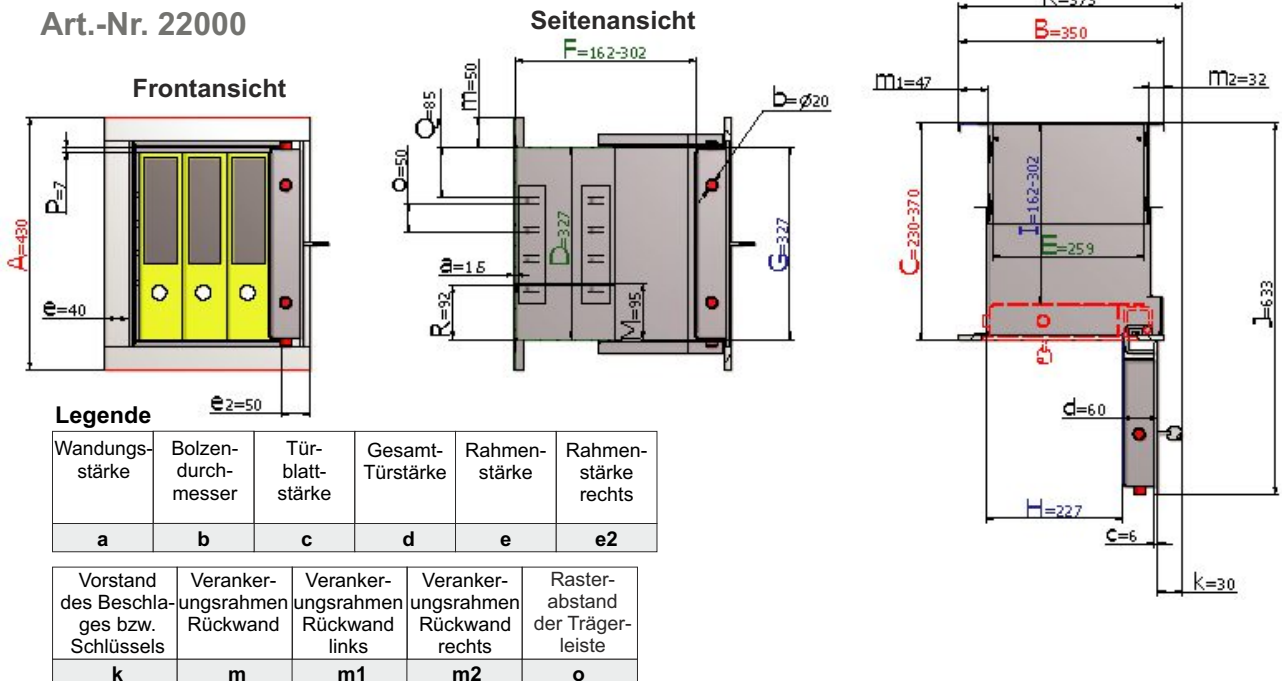 Art.-Nr. 22000
Frontansicht
P=7
A=430
e=40
e2=50
Seitenansicht
F=162-302
m=50
Q=85
o=50
b=ø20
D=327
G=327
a=1.5
R=92
M=95
B=350
m1=47
m2=32
C=230-370
I=162-302
E=259
J=633
d=60
H=227
c=6
k=30
Legende
Wandungs-stärke
Bolzen-durch-messer
Tür-blatt-stärke
Gesamt-Türstärke
Rahmen-stärke
Rahmen-stärke rechts
a b c d e e2
Vorstand des Beschla-ges bzw. Schlüssels
Veranker-ungsrahmen Rückwand
Veranker-ungsrahmen Rückwand links
Veranker-ungsrahmen Rückwand rechts
Raster-abstand der Träger-leiste
k m m1 m2 o